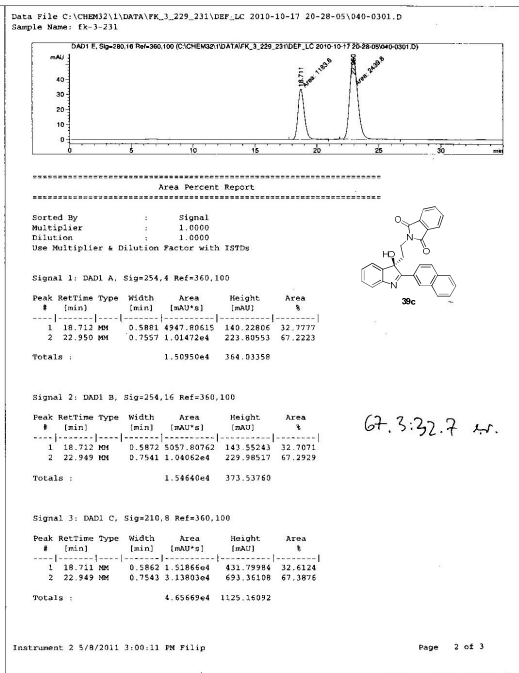 Data File C:\CHEM32\1\DATA\FK_3_229_231\DEF_LC 2010-10-17 20-28-05\040-0301.D
Sample Name: fk-3-231
DAD1 E, Sig=280,16 Ref=360,100 (C:\CHEM32\1\DATA\FK_3_229_231\DEF_LC 2010-10-17 20-28-05\040-0301.D)
mAU
40
30
20
10
0
18.711
Area: 1183.6
Area: 2439.8
0 5 10 15 20 25 30 min
Area Percent Report
Sorted By : Signal
Multiplier : 1.0000
Dilution : 1.0000
Use Multiplier & Dilution Factor with ISTDs
O
N
O
HO
N
39c
Signal 1: DAD1 A, Sig=254,4 Ref=360,100
Peak RetTime Type Width Area Height Area
# [min] [min] [mAU*s] [mAU] %
----|-------|----|-------|----------|----------|--------|
1 18.712 MM 0.5881 4947.80615 140.22806 32.7777
2 22.950 MM 0.7557 1.01472e4 223.80553 67.2223
Totals : 1.50950e4 364.03358
Signal 2: DAD1 B, Sig=254,16 Ref=360,100
Peak RetTime Type Width Area Height Area
# [min] [min] [mAU*s] [mAU] %
----|-------|----|-------|----------|----------|--------|
1 18.712 MM 0.5872 5057.80762 143.55243 32.7071
2 22.949 MM 0.7541 1.04062e4 229.98517 67.2929
Totals : 1.54640e4 373.53760
67.3:32.7 er.
Signal 3: DAD1 C, Sig=210,8 Ref=360,100
Peak RetTime Type Width Area Height Area
# [min] [min] [mAU*s] [mAU] %
----|-------|----|-------|----------|----------|--------|
1 18.711 MM 0.5862 1.51866e4 431.79984 32.6124
2 22.949 MM 0.7543 3.13803e4 693.36108 67.3876
Totals : 4.65669e4 1125.16092
Instrument 2 5/8/2011 3:00:11 PM Filip Page 2 of 3